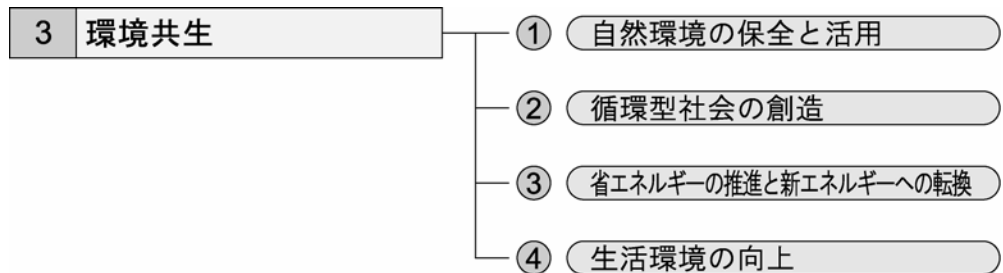 3 環境共生
① 自然環境の保全と活用
② 循環型社会の創造
③ 省エネルギーの推進と新エネルギーへの転換
④ 生活環境の向上